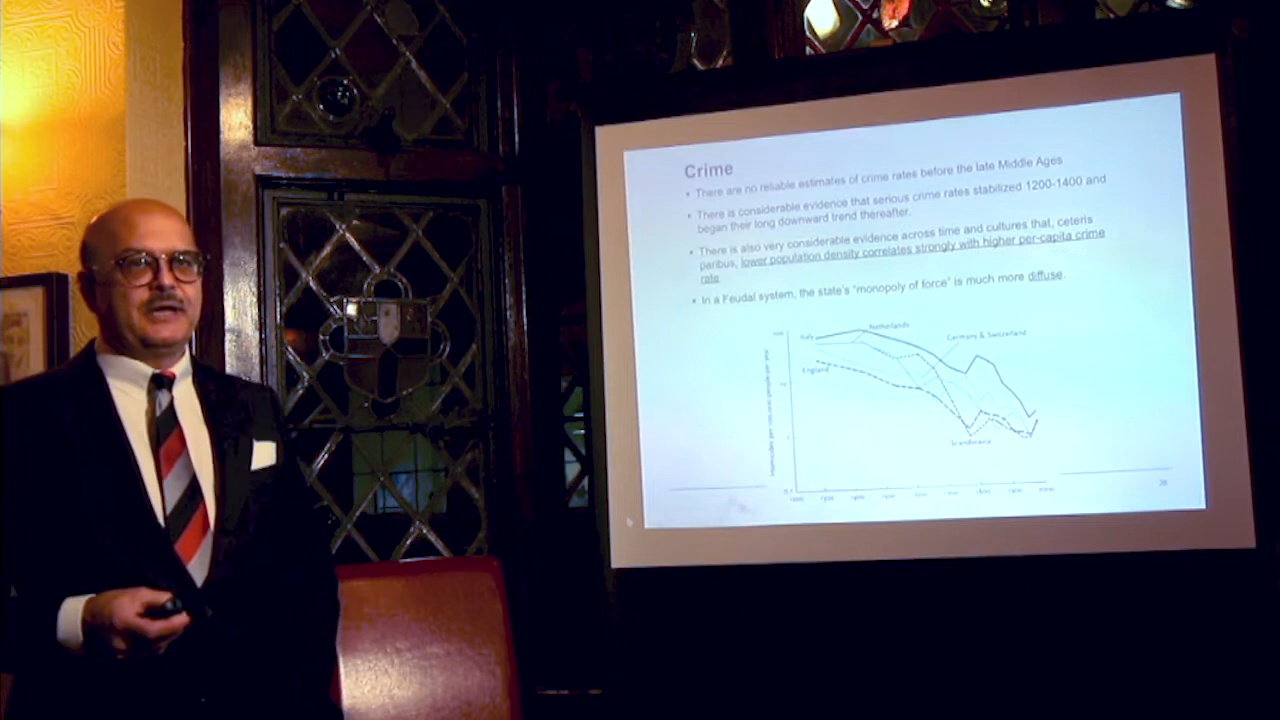 Crime
• There are no reliable estimates of crime rates before the late Middle Ages
• There is considerable evidence that serious crime rates stabilized 1200-1400 and
began their long downward trend thereafter.
• There is also very considerable evidence across time and cultures that, ceteris
paribus, lower population density correlates strongly with higher per-capita crime
rate
• In a Feudal system, the state's "monopoly of force" is much more diffuse.
Netherlands
Italy
Germany & Switzerland
England
Scandinavia